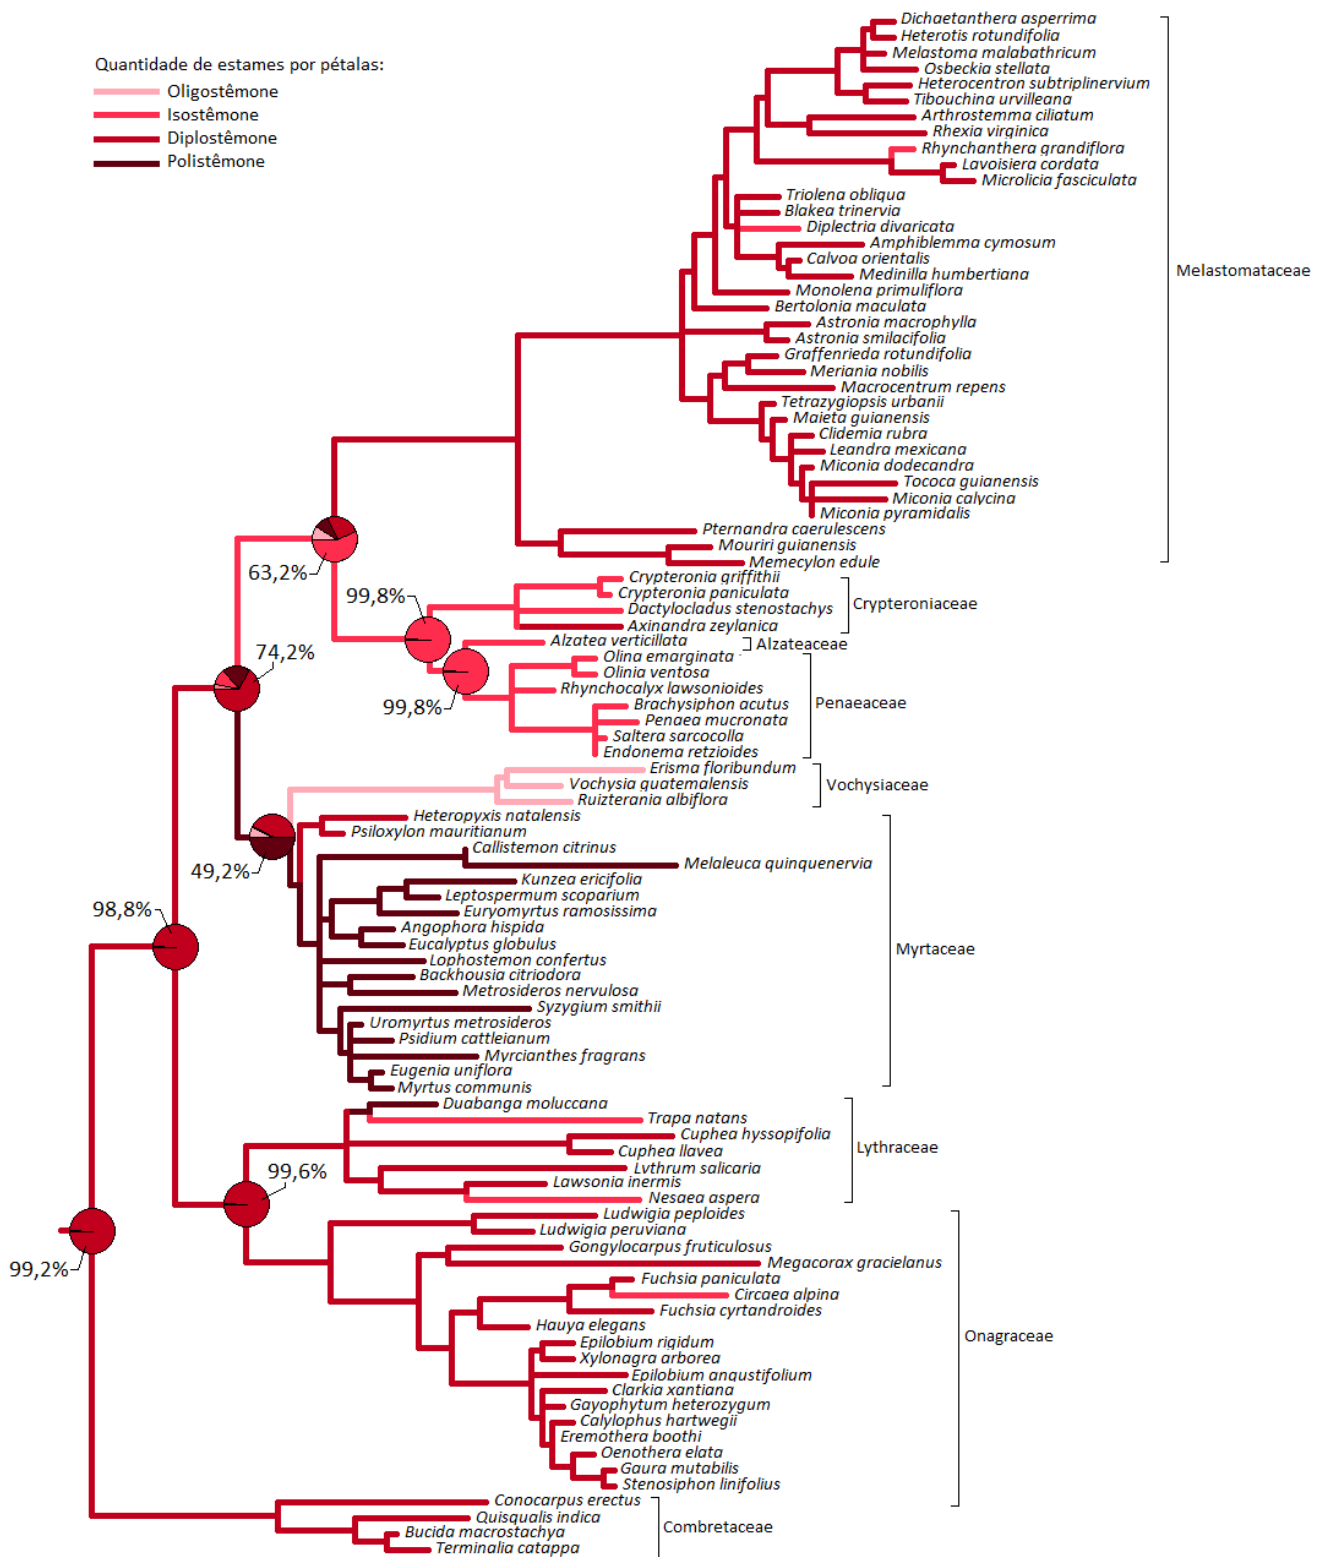 Quantidade de estames por pétalas:
Oligostêmone
Isostêmone
Diplostêmone
Polistêmone
Dichaetanthera asperrima
Heterotis rotundifolia
Melastoma malabathricum
Osbeckia stellata
Heterocentron subtriplinervium
Tibouchina urvilleana
Arthrostemma ciliatum
Rhexia virginica
Rhynchanthera grandiflora
Lavoisiera cordata
Microlicia fasciculata
Triolena obliqua
Blakea trinervia
Diplectria divaricata
Amphiblemma cymosum
Calvoa orientalis
Medinilla humbertiana
Melastomataceae
Monolena primuliflora
Bertolonia maculata
Astronia macrophylla
Astronia smilacifolia
Graffenrieda rotundifolia
Meriania nobilis
Macrocentrum repens
Tetrazygiopsis urbanii
Maieta guianensis
Clidemia rubra
Leandra mexicana
Miconia dodecandra
Tococa guianensis
Miconia calycina
Miconia pyramidalis
Pternandra caerulescens
Mouriri guianensis
Memecylon edule
63,2%
Crypteronia griffithii
Crypteronia paniculata
99,8%
Dactylocladus stenostachys
Crypteroniaceae
Axinandra zeylanica
Alzatea verticillata
Alzateaceae
74,2%
Olina emarginata
Olinia ventosa
Rhynchocalyx lawsonioides
99,8%
Brachysiphon acutus
Penaeaceae
Penaea mucronata
Saltera sarcocolla
Endonema retzioides
Erisma floribundum
Vochysia guatemalensis
Vochysiaceae
Ruizterania albiflora
Heteropyxis natalensis
Psiloxylon mauritianum
Callistemon citrinus
Melaleuca quinquenervia
49,2%
Kunzea ericifolia
Leptospermum scoparium
98,8%
Euryomyrtus ramosissima
Angophora hispida
Eucalyptus globulus
Myrtaceae
Lophostemon confertus
Backhousia citriodora
Metrosideros nervulosa
Syzygium smithii
Uromyrtus metrosideros
Psidium cattleianum
Myrcianthes fragrans
Eugenia uniflora
Myrtus communis
Duabanga moluccana
Trapa natans
Cuphea hyssopifolia
Lythraceae
Cuphea llavea
99,6%
Lythrum salicaria
Lawsonia inermis
Nesaea aspera
Ludwigia peploides
Ludwigia peruviana
Gongylocarpus fruticulosus
99,2%
Megacorax gracielanus
Fuchsia paniculata
Circaea alpina
Fuchsia cyrtandroides
Hauya elegans
Onagraceae
Epilobium rigidum
Xylonagra arborea
Epilobium angustifolium
Clarkia xantiana
Gayophytum heterozygum
Calylophus hartwegii
Eremothera boothi
Oenothera elata
Gaura mutabilis
Stenosiphon linifolius
Conocarpus erectus
Quisqualis indica
Combretaceae
Bucida macrostachya
Terminalia catappa